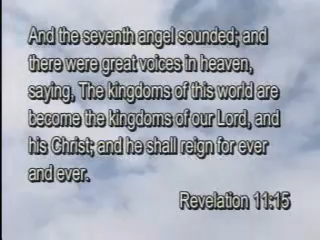 And the seventh angel sounded; and
there were great voices in heaven,
saying, The kingdoms of this world are
become the kingdoms of our Lord, and
his Christ; and he shall reign for ever
and ever.
Revelation 11:15